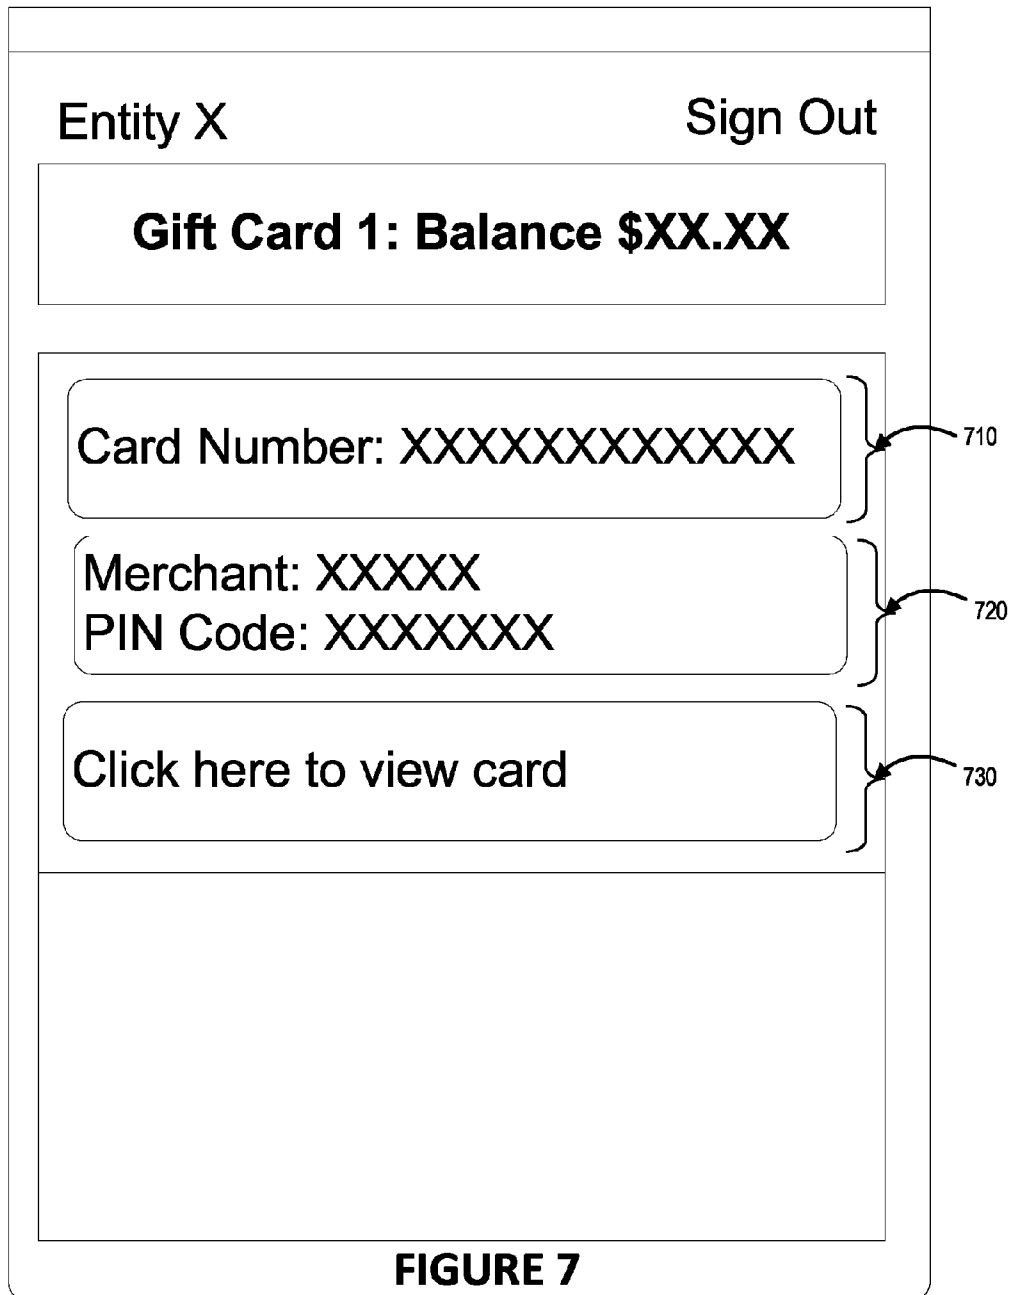 Entity X
Sign Out
Gift Card 1: Balance $XX.XX
Card Number: XXXXXXXXXXXX
710
Merchant: XXXXX
PIN Code: XXXXXXX
720
Click here to view card
730
FIGURE 7